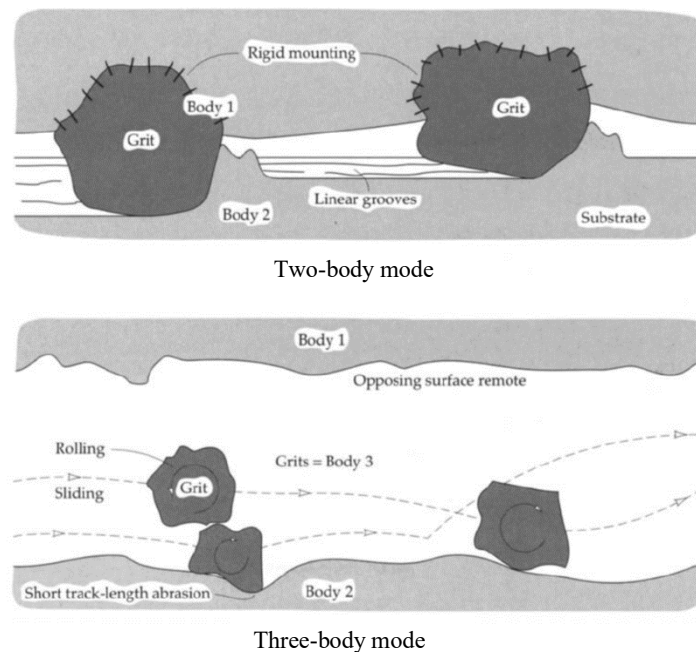 Rigid mounting
Body 1
Grit
Grit
Linear grooves
Body 2
Substrate
Two-body mode
Body 1
Opposing surface remote
Rolling
Grits = Body 3
Grit
Sliding
Short track-length abrasion
Body 2
Three-body mode